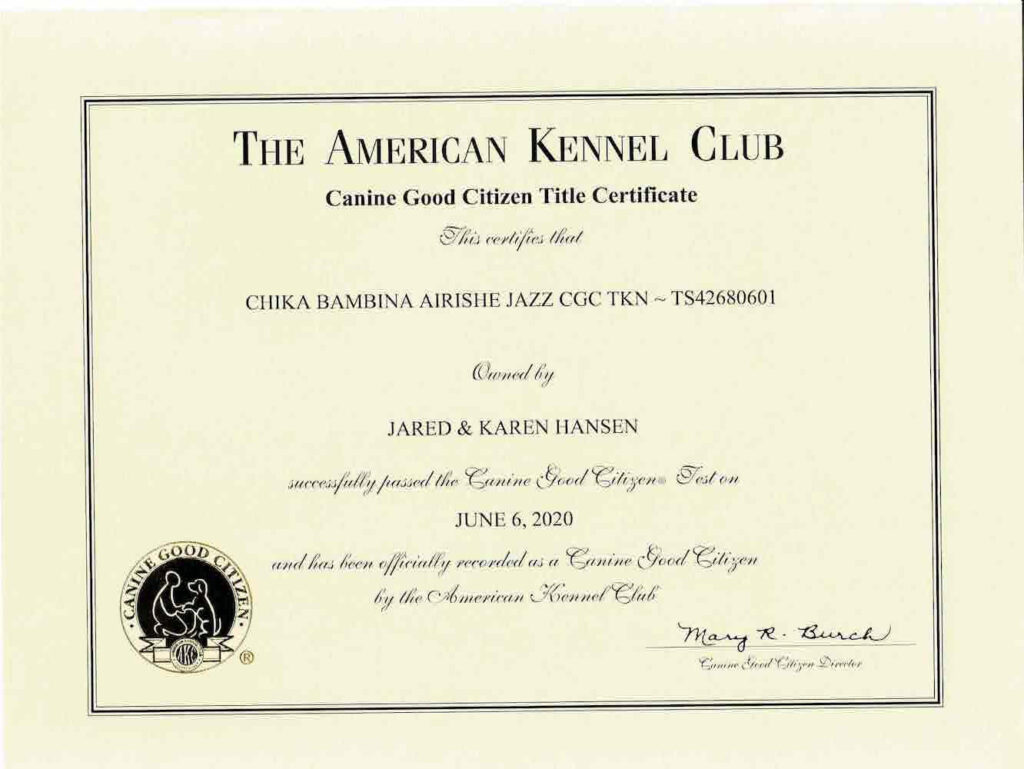 THE AMERICAN KENNEL CLUB
Canine Good Citizen Title Certificate
This certifies that
CHIKA BAMBINA AIRISHE JAZZ CGC TKN ~ TS42680601
Owned by
JARED & KAREN HANSEN
successfully passed the Canine Good Citizen® Test on
JUNE 6, 2020
and has been officially recorded as a Canine Good Citizen
by the American Kennel Club
· CANINE GOOD CITIZEN ·
AKC
®
Mary R. Burch
Canine Good Citizen Director